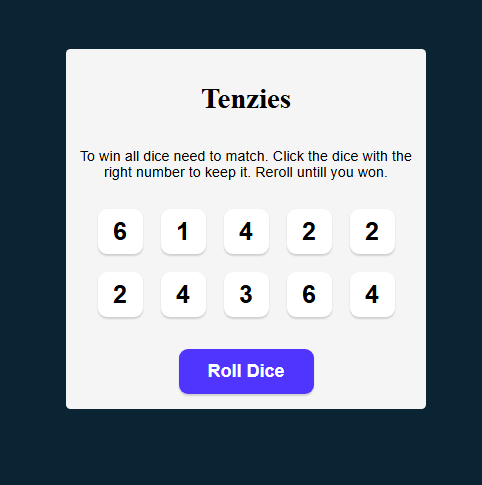 Tenzies
To win all dice need to match. Click the dice with the
right number to keep it. Reroll untill you won.
6 1 4 2 2
2 4 3 6 4
Roll Dice